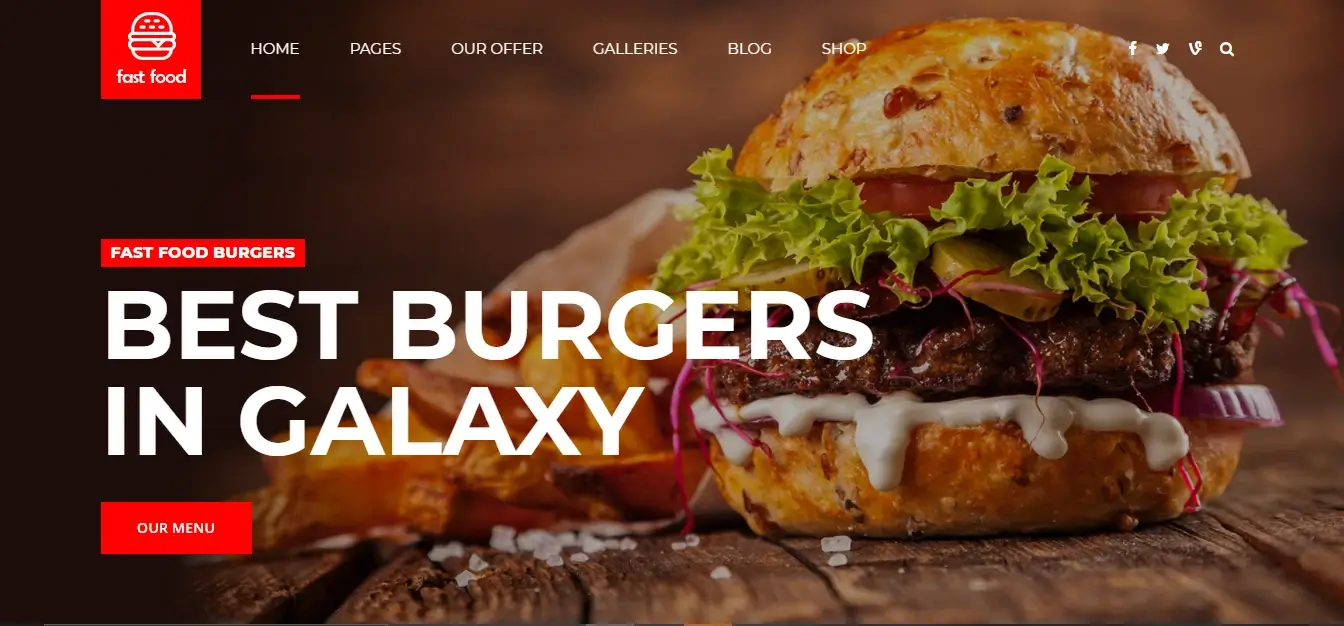 fast food
HOME PAGES OUR OFFER GALLERIES BLOG SHOP
FAST FOOD BURGERS
BEST BURGERS
IN GALAXY
OUR MENU